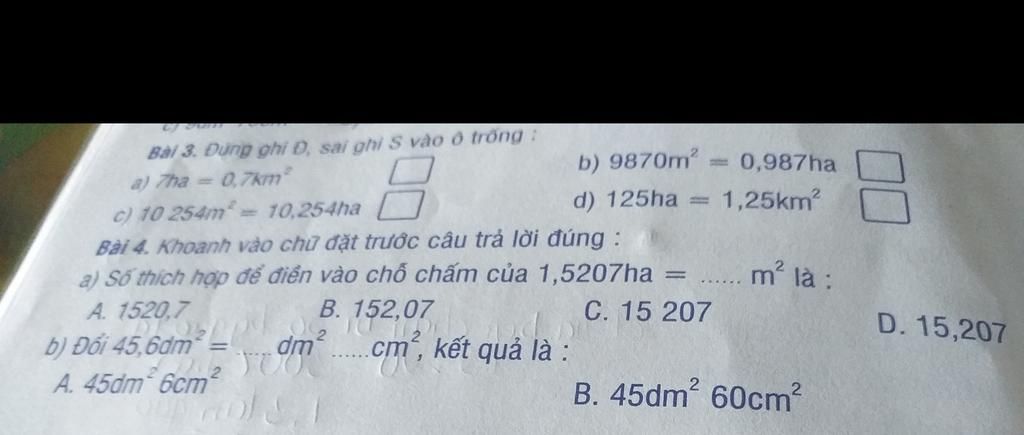 Bài 3. Đúng ghi Đ, sai ghi S vào ô trống :
a) 7ha = 0,7km²
b) 9870m² = 0,987ha
c) 10 254m² = 10,254ha
d) 125ha = 1,25km²
Bài 4. Khoanh vào chữ đặt trước câu trả lời đúng :
a) Số thích hợp để điền vào chỗ chấm của 1,5207ha = ...... m² là :
A. 1520,7 B. 152,07 C. 15 207 D. 15,207
b) Đổi 45,6dm² = ..... dm² .....cm², kết quả là :
A. 45dm² 6cm² B. 45dm² 60cm²